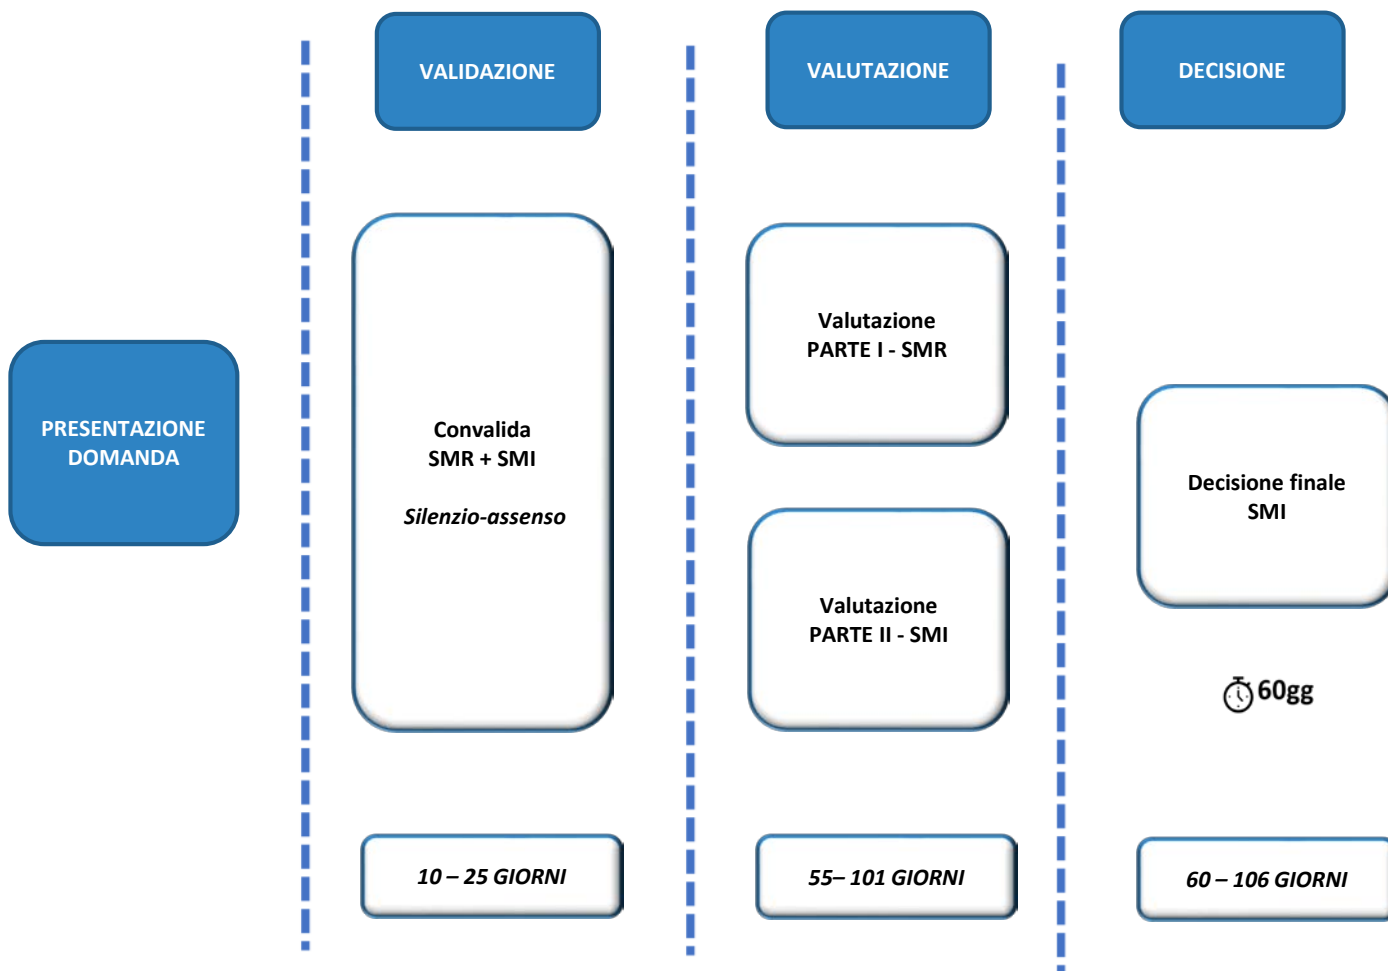 VALIDAZIONE
VALUTAZIONE
DECISIONE
PRESENTAZIONE
DOMANDA
Convalida
SMR + SMI
Silenzio-assenso
Valutazione
PARTE I - SMR
Valutazione
PARTE II - SMI
Decisione finale
SMI
60gg
10 – 25 GIORNI
55– 101 GIORNI
60 – 106 GIORNI